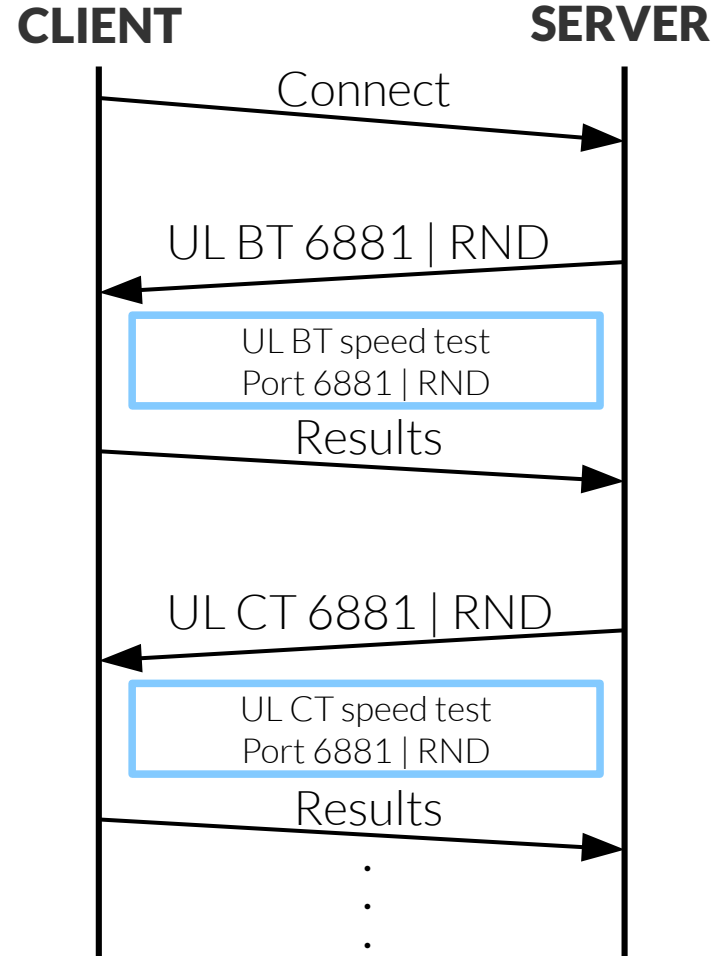 CLIENT
SERVER
Connect
UL BT 6881 | RND
UL BT speed test
Port 6881 | RND
Results
UL CT 6881 | RND
UL CT speed test
Port 6881 | RND
Results
.
.
.